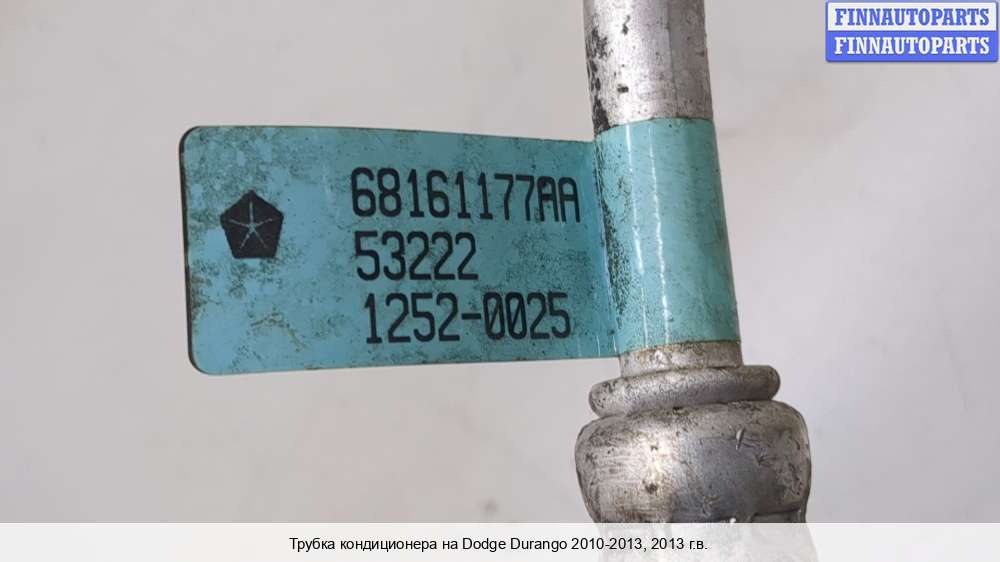 FINNAUTOPARTS
FINNAUTOPARTS
68161177AA
53222
1252-0025
Трубка кондиционера на Dodge Durango 2010-2013, 2013 г.в.